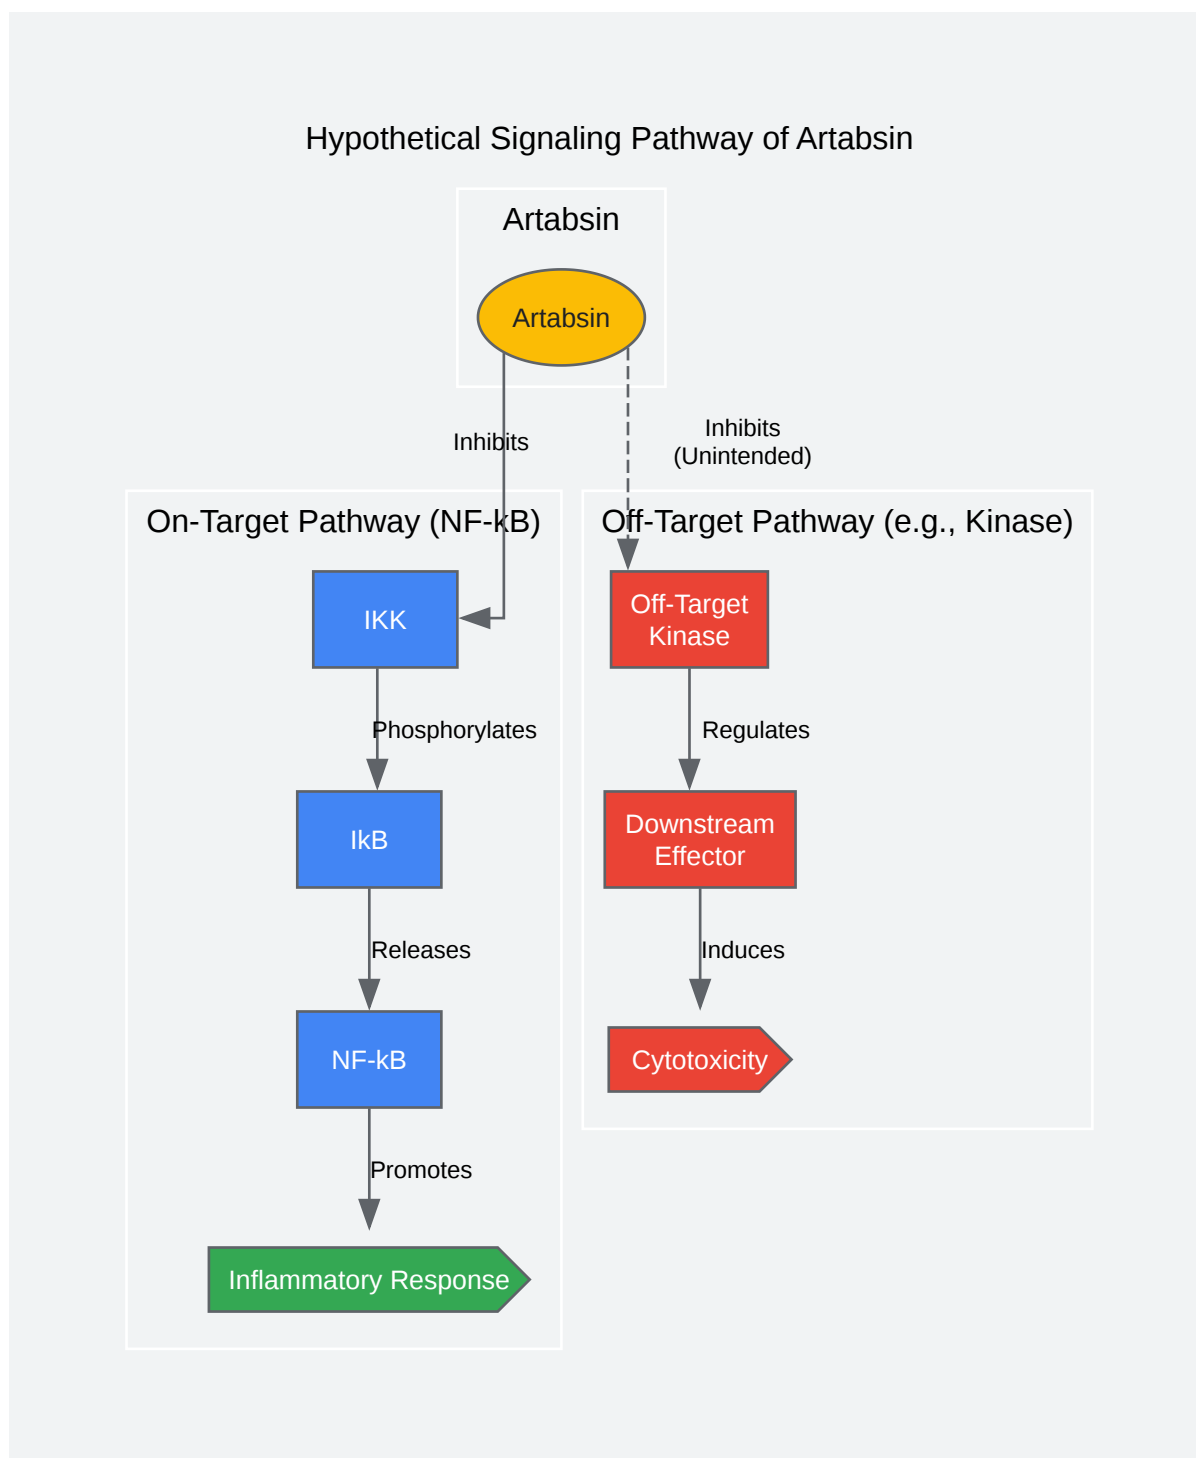 Hypothetical Signaling Pathway of Artabsin
Artabsin
Artabsin
Inhibits
Inhibits
(Unintended)
On-Target Pathway (NF-kB)
IKK
Phosphorylates
IkB
Releases
NF-kB
Promotes
Inflammatory Response
Off-Target Pathway (e.g., Kinase)
Off-Target
Kinase
Regulates
Downstream
Effector
Induces
Cytotoxicity